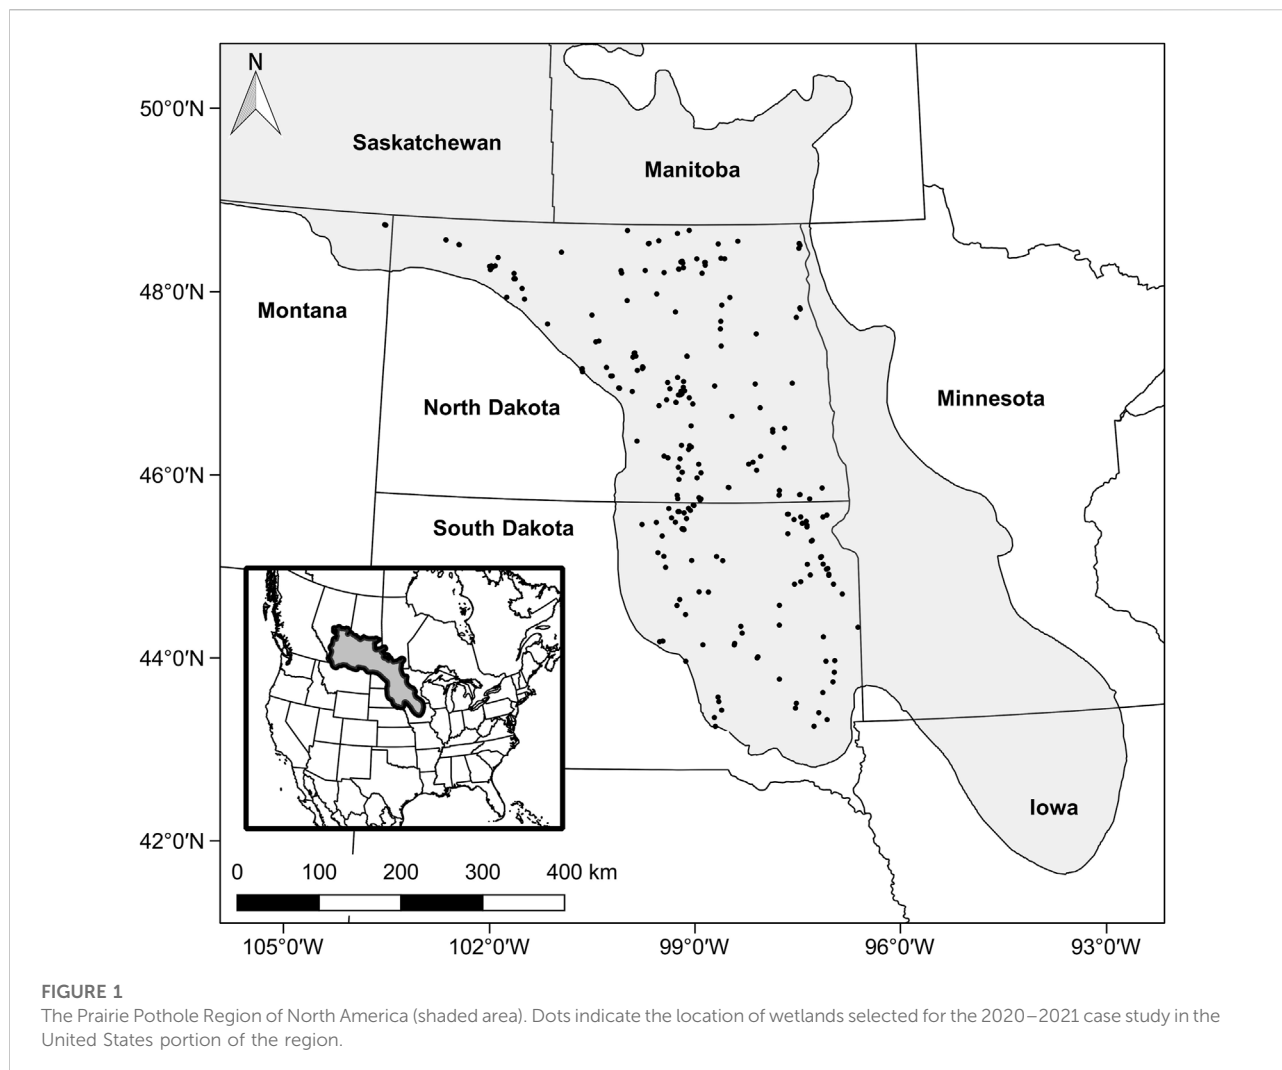 N
50°0′N
Saskatchewan
Manitoba
48°0′N
Montana
Minnesota
North Dakota
46°0′N
South Dakota
44°0′N
Iowa
42°0′N
0 100 200 300 400 km
105°0′W 102°0′W 99°0′W 96°0′W 93°0′W
FIGURE 1
The Prairie Pothole Region of North America (shaded area). Dots indicate the location of wetlands selected for the 2020–2021 case study in the
United States portion of the region.